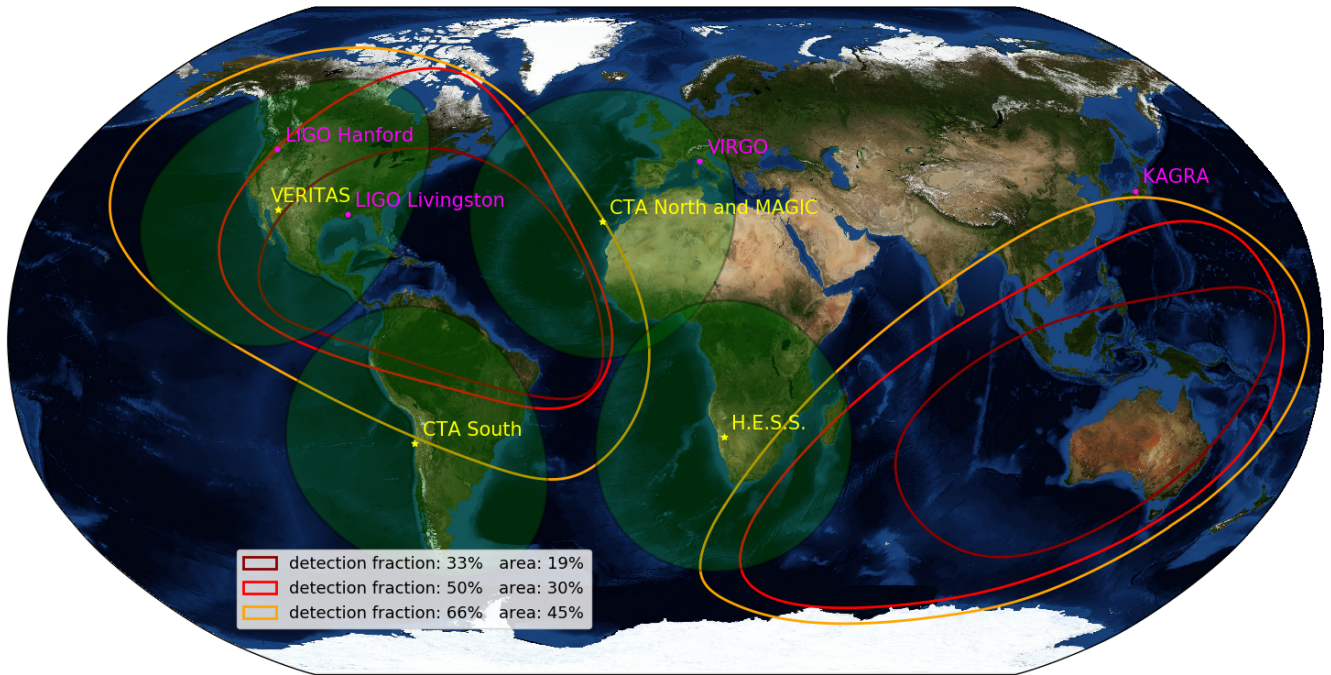 LIGO Hanford
VIRGO
KAGRA
VERITAS
LIGO Livingston
CTA North and MAGIC
CTA South
H.E.S.S.
detection fraction: 33% area: 19%
detection fraction: 50% area: 30%
detection fraction: 66% area: 45%